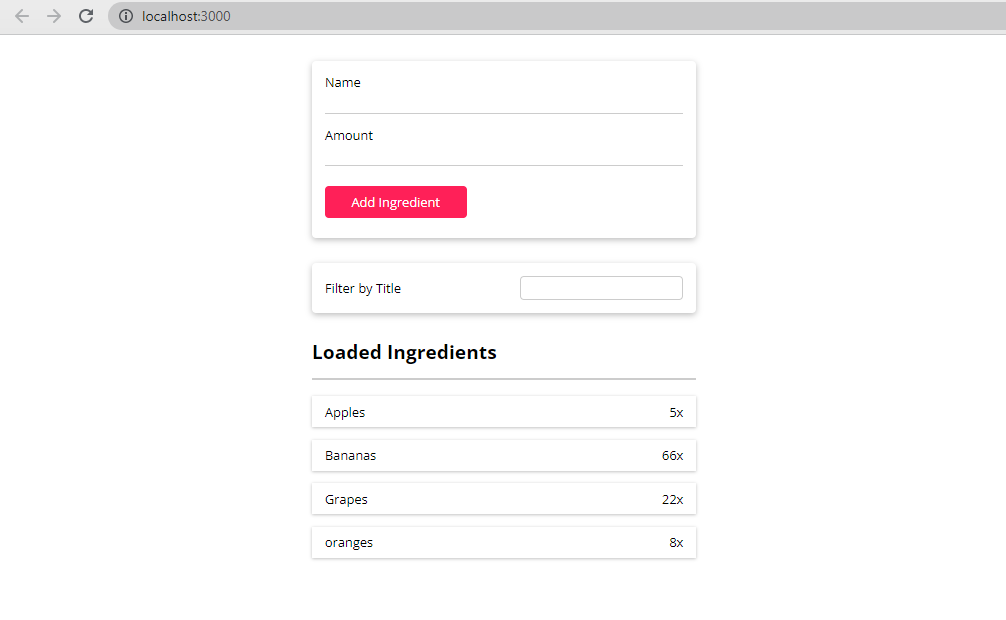 localhost:3000
Name
Amount
Add Ingredient
Filter by Title
Loaded Ingredients
Apples 5x
Bananas 66x
Grapes 22x
oranges 8x